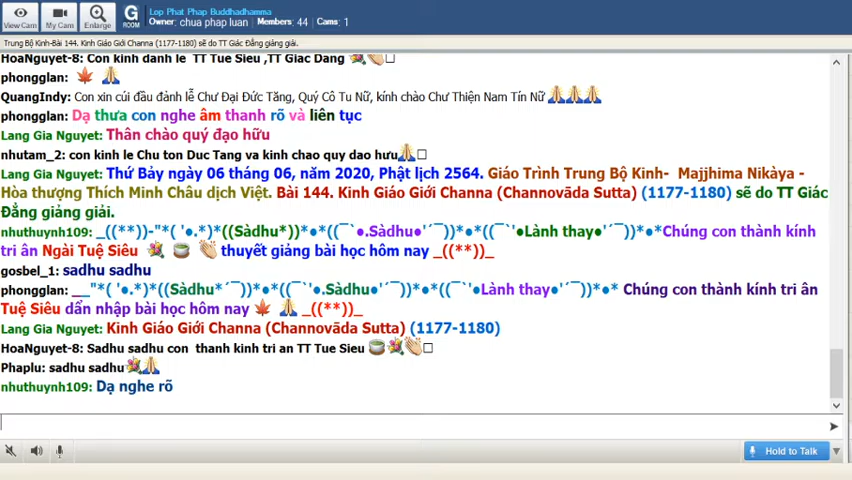 Lop Phat Phap Buddhadhamma
Owner: chua phap luan Members: 44 Cams: 1
View Cam My Cam Enlarge G ROOM
Trung Bộ Kinh-Bài 144. Kinh Giáo Giới Channa (1177-1180) sẽ do TT Giác Đẳng giảng giải.
HoaNguyet-8: Con kinh danh le TT Tue Sieu ,TT Giac Dang 💐👏□
phongglan: 🍁 🙏
QuangIndy: Con xin cúi đầu đảnh lễ Chư Đại Đức Tăng, Quý Cô Tu Nữ, kính chào Chư Thiện Nam Tín Nữ 🙏🙏🙏
phongglan: Dạ thưa con nghe âm thanh rõ và liên tục
Lang Gia Nguyet: Thân chào quý đạo hữu
nhutam_2: con kinh le Chu ton Duc Tang va kinh chao quy dao hưu🙏□
Lang Gia Nguyet: Thứ Bảy ngày 06 tháng 06, năm 2020, Phật lịch 2564. Giáo Trình Trung Bộ Kinh- Majjhima Nikàya -
Hòa thượng Thích Minh Châu dịch Việt. Bài 144. Kinh Giáo Giới Channa (Channovāda Sutta) (1177-1180) sẽ do TT Giác
Đẳng giảng giải.
nhuthuynh109: _((**))-"*( '●.*)*((Sàdhu*))*●*((¯`●.Sàdhu●'´¯))*●*((¯`'●Lành thay●'´¯))*●*Chúng con thành kính
tri ân Ngài Tuệ Siêu 💐 🍵 👏 thuyết giảng bài học hôm nay _((**))_
gosbel_1: sadhu sadhu
phongglan: __"*( '●.*)*((Sàdhu*´¯)*●*((¯`●.Sàdhu●'´¯))*●*((¯`'●Lành thay●'´¯))*●* Chúng con thành kính tri ân
Tuệ Siêu dẫn nhập bài học hôm nay 🍁 🙏 _((**))_
Lang Gia Nguyet: Kinh Giáo Giới Channa (Channovāda Sutta) (1177-1180)
HoaNguyet-8: Sadhu sadhu con thanh kinh tri an TT Tue Sieu 🍵💐👏□
Phaplu: sadhu sadhu💐🙏
nhuthuynh109: Dạ nghe rõ
Hold to Talk